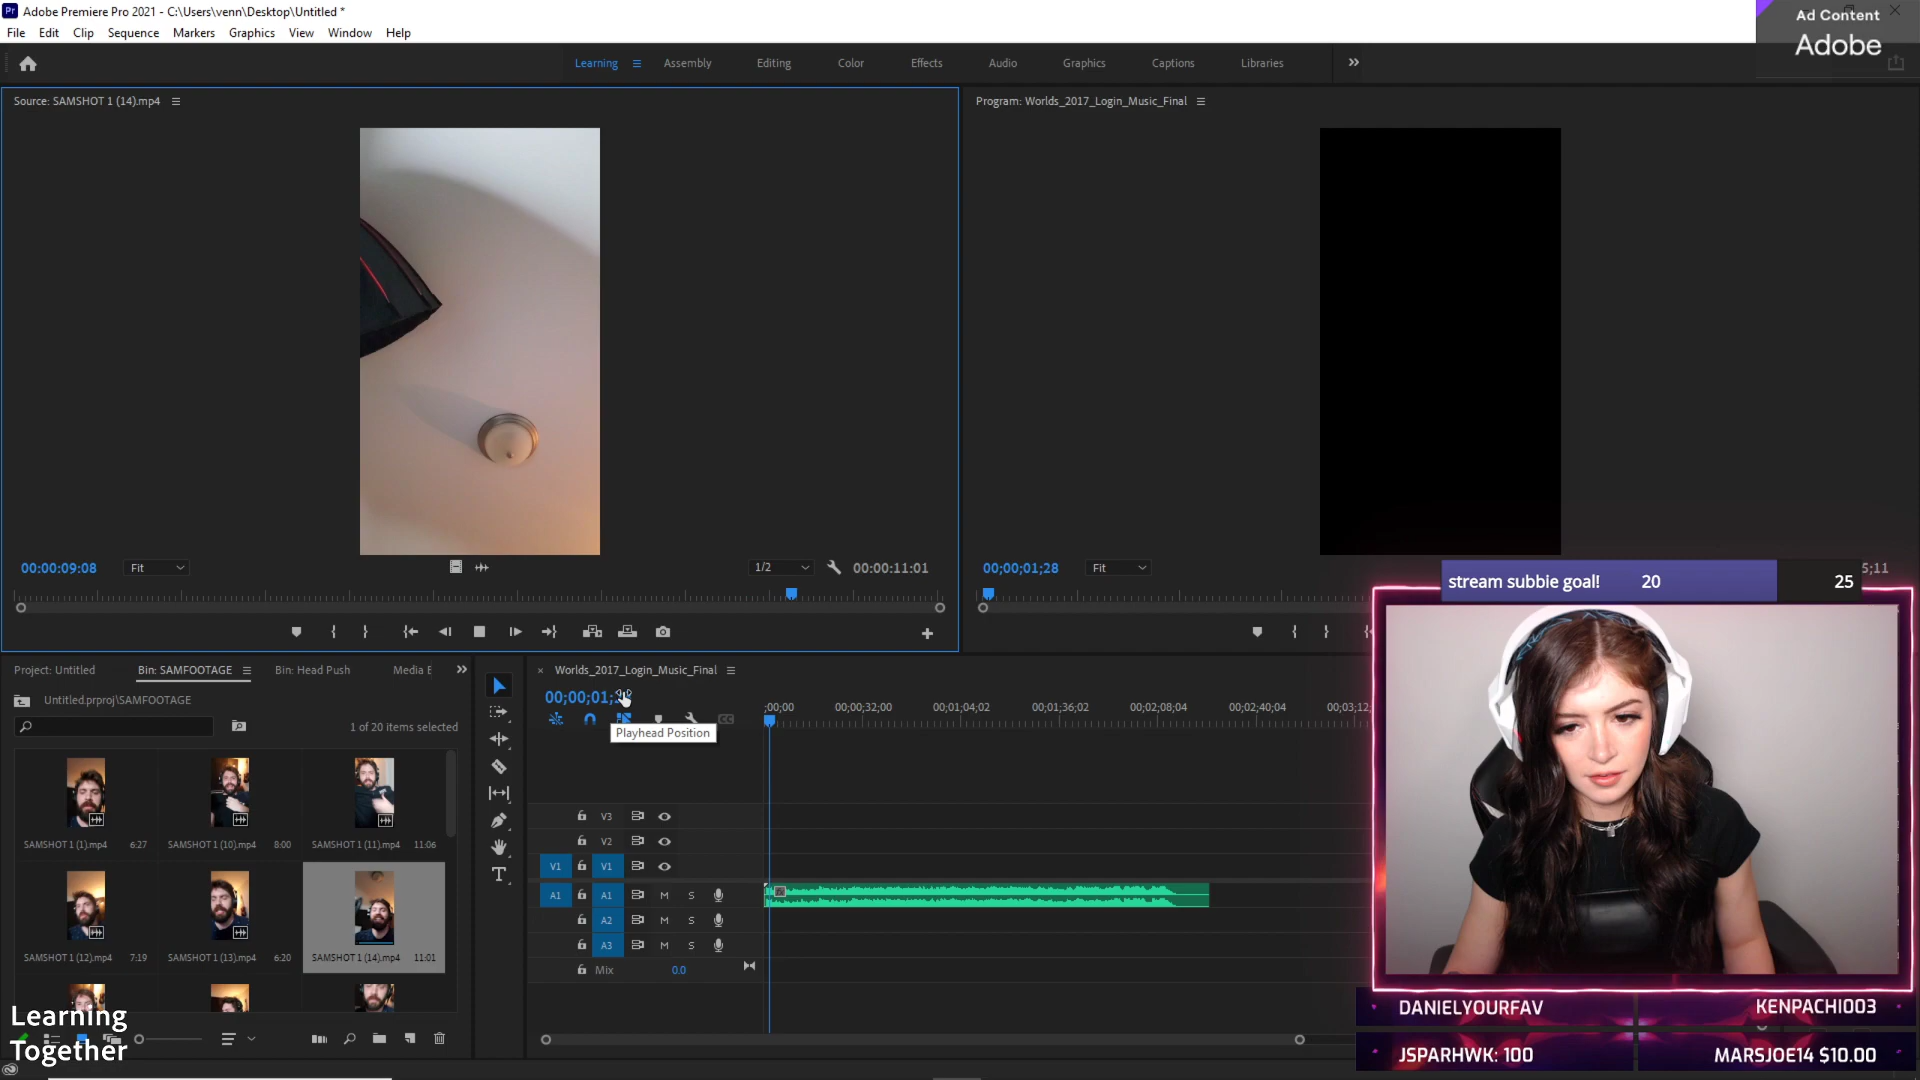 Adobe Premiere Pro 2021 - C:\Users\venn\Desktop\Untitled *
File Edit Clip Sequence Markers Graphics View Window Help
Ad Content
Adobe
Learning Assembly Editing Color Effects Audio Graphics Captions Libraries
Source: SAMSHOT 1 (14).mp4
Program: Worlds_2017_Login_Music_Final
00:00:09:08 Fit 1/2 00:00:11:01
00;00;01;28 Fit 5;11
stream subbie goal! 20 25
Project: Untitled Bin: SAMFOOTAGE Bin: Head Push Media
Untitled.prproj\SAMFOOTAGE
1 of 20 items selected
SAMSHOT 1 (1).mp4 6:27 SAMSHOT 1 (10).mp4 8:00 SAMSHOT 1 (11).mp4 11:06
SAMSHOT 1 (12).mp4 7:19 SAMSHOT 1 (13).mp4 6:20 SAMSHOT 1 (14).mp4 11:01
Worlds_2017_Login_Music_Final
00;00;01;
Playhead Position
;00;00 00;00;32;00 00;01;04;02 00;01;36;02 00;02;08;04 00;02;40;04 00;03;12;
V3
V2
V1 V1
A1 A1 M S
A2 M S
A3 M S
Mix 0.0
Learning
Together
DANIELYOURFAV KENPACHI003
JSPARHWK: 100 MARSJOE14 $10.00